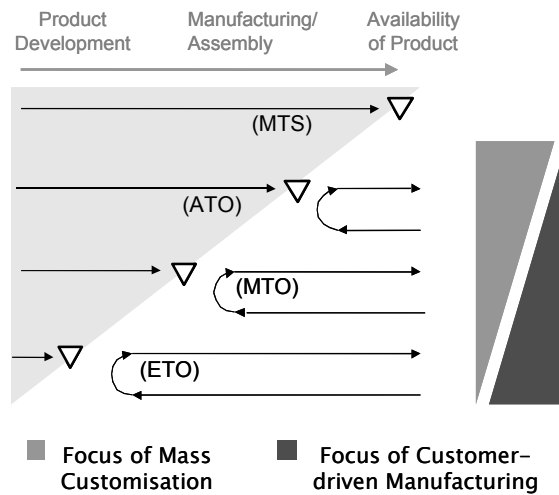 Product
Development
Manufacturing/
Assembly
Availability
of Product
(MTS)
(ATO)
(MTO)
(ETO)
Focus of Mass
Customisation
Focus of Customer-
driven Manufacturing